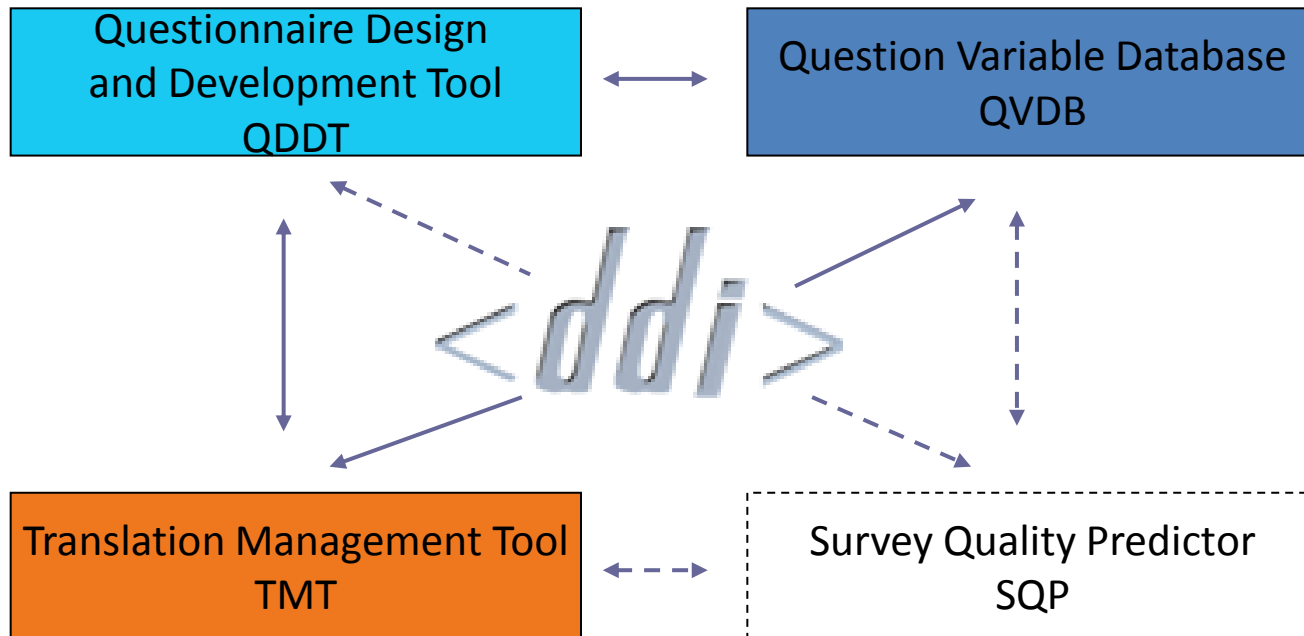 Questionnaire Design
and Development Tool
QDDT
Question Variable Database
QVDB
<ddi>
Translation Management Tool
TMT
Survey Quality Predictor
SQP